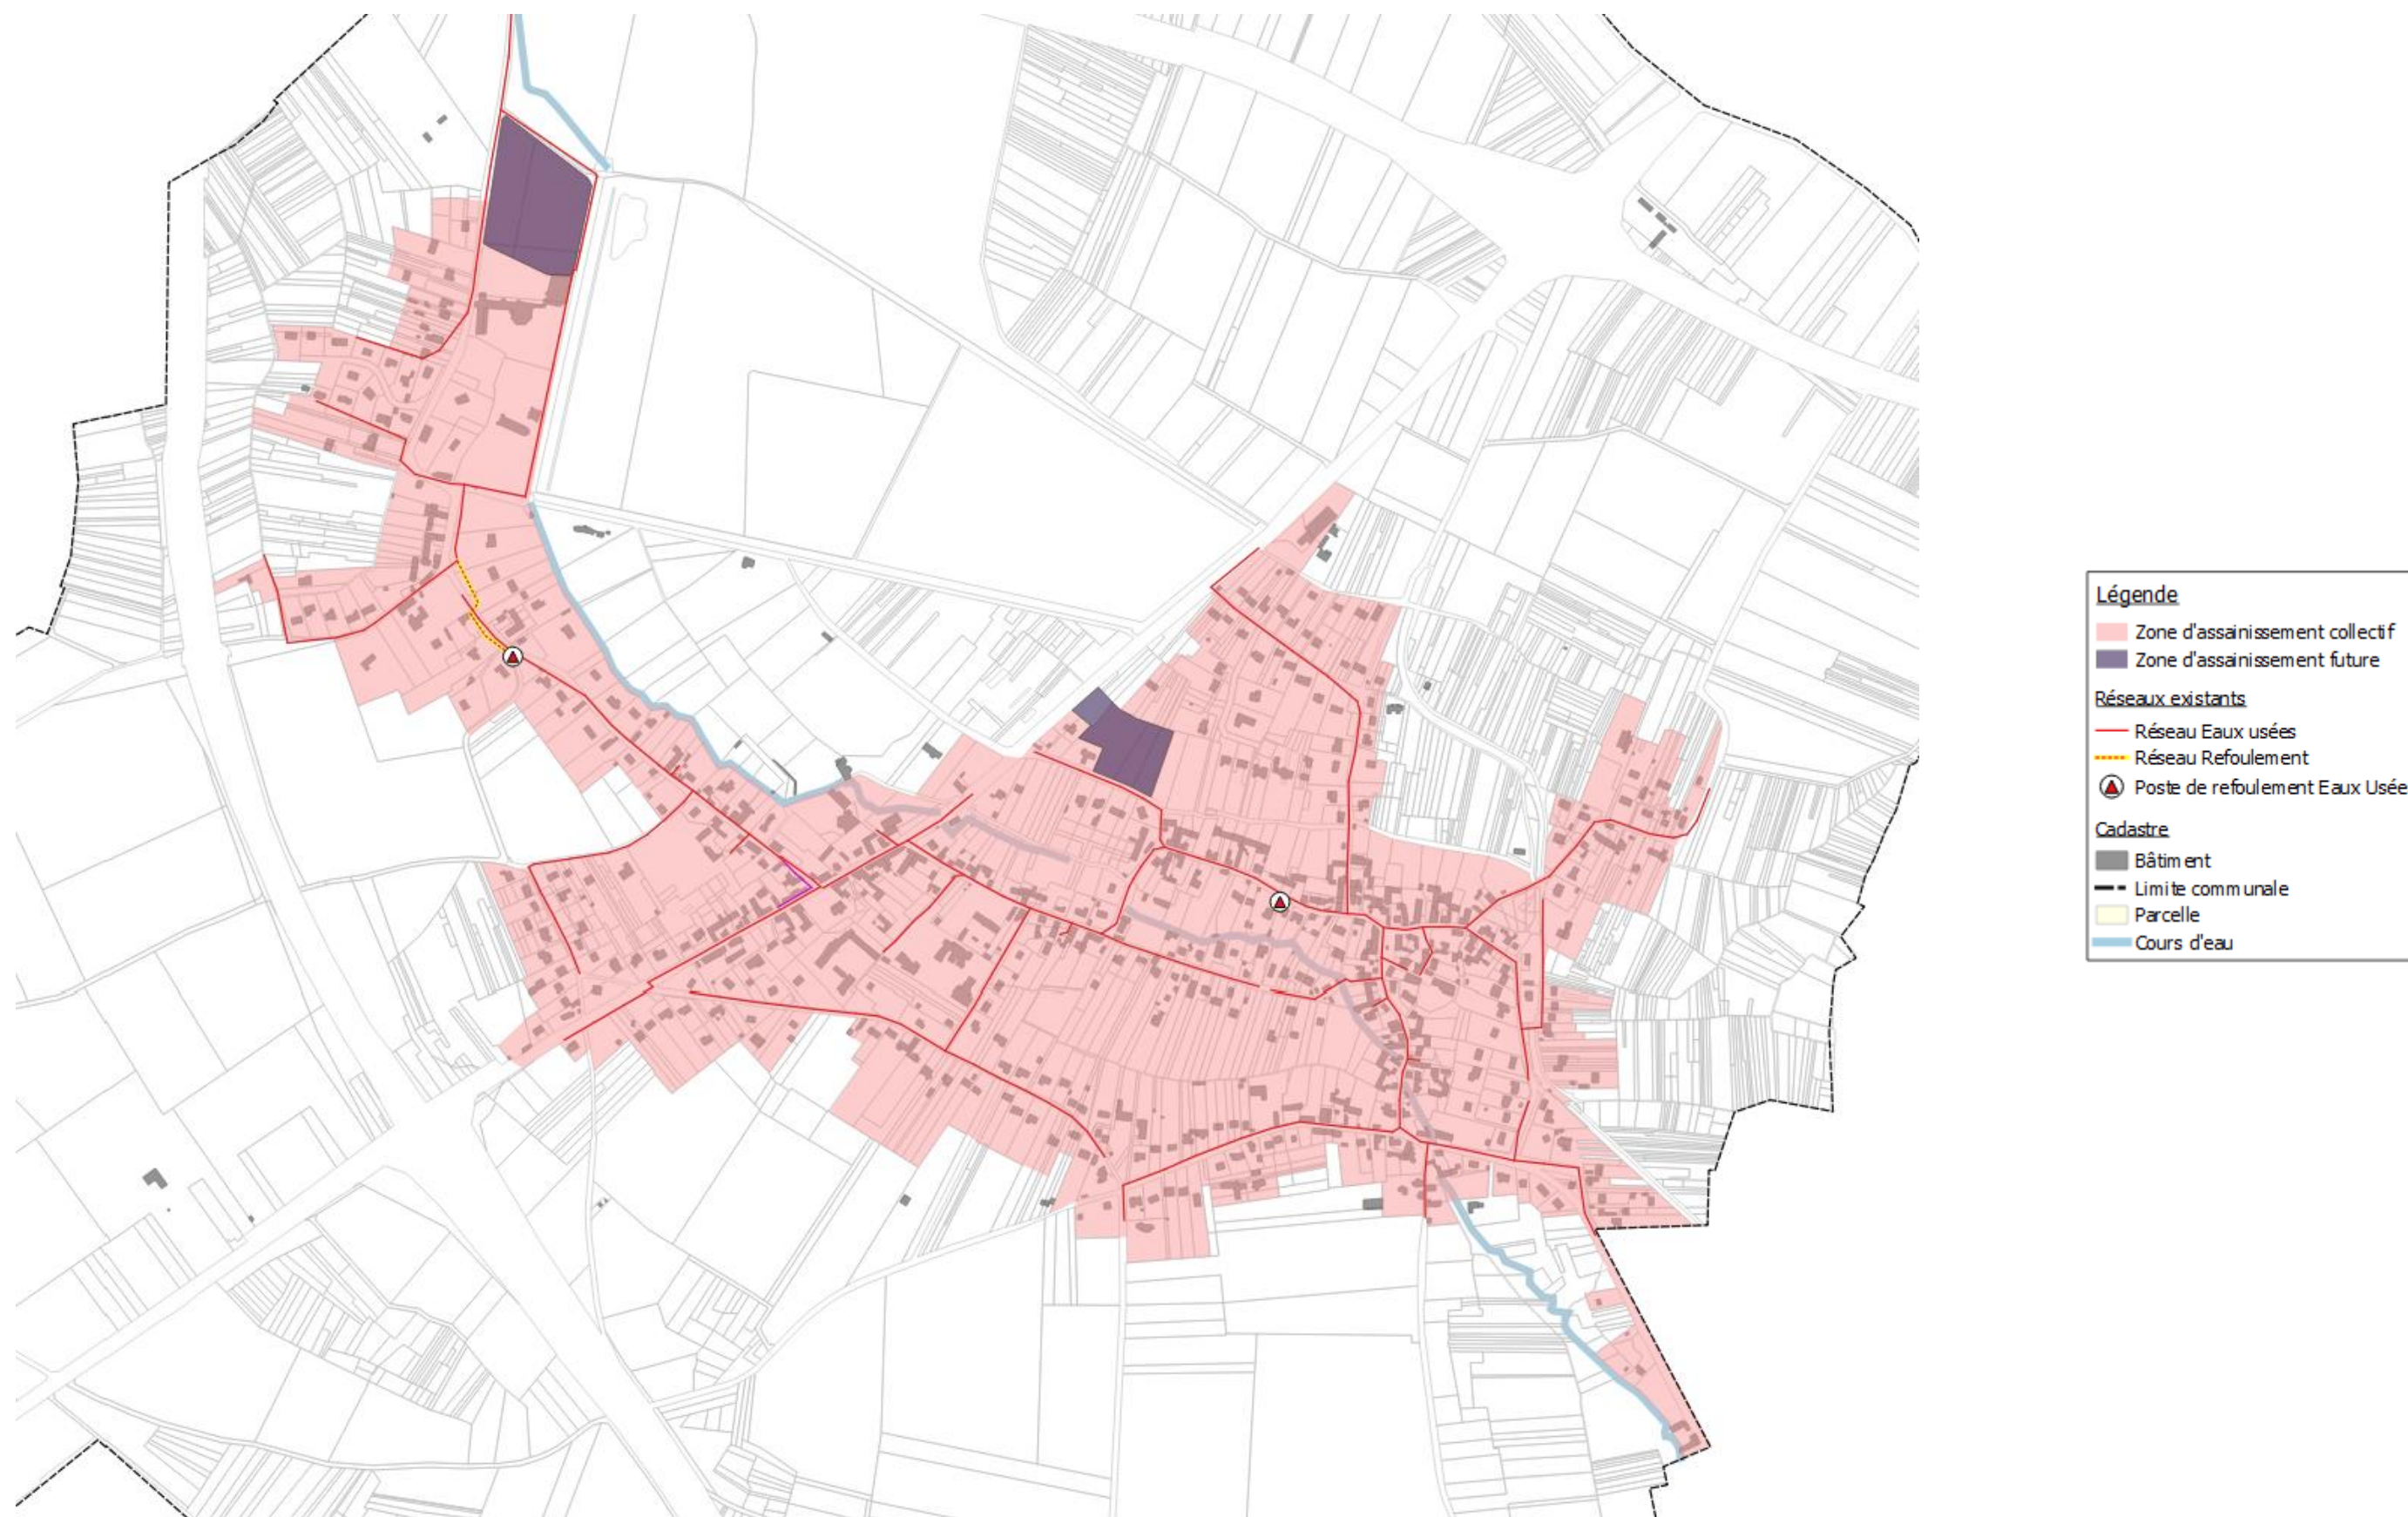 Légende
Zone d'assainissement collectif
Zone d'assainissement future
Réseaux existants
Réseau Eaux usées
Réseau Refoulement
Poste de refoulement Eaux Usée
Cadastre
Bâtiment
Limite communale
Parcelle
Cours d'eau